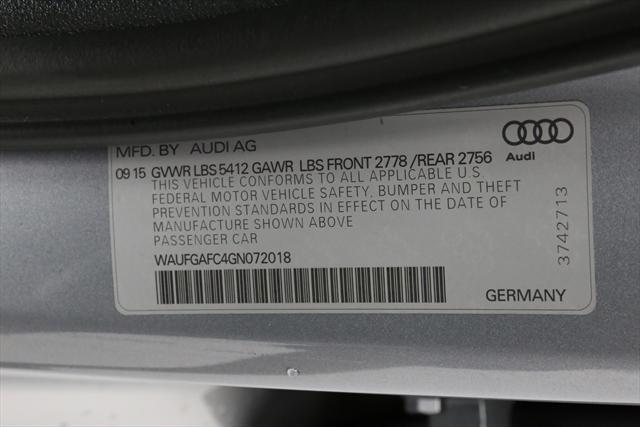 MFD. BY AUDI AG
09 15 GVWR LBS 5412 GAWR LBS FRONT 2778 /REAR 2756
THIS VEHICLE CONFORMS TO ALL APPLICABLE U.S.
FEDERAL MOTOR VEHICLE SAFETY, BUMPER AND THEFT
PREVENTION STANDARDS IN EFFECT ON THE DATE OF
MANUFACTURE SHOWN ABOVE
PASSENGER CAR
WAUFGAFC4GN072018
Audi
3742713
GERMANY